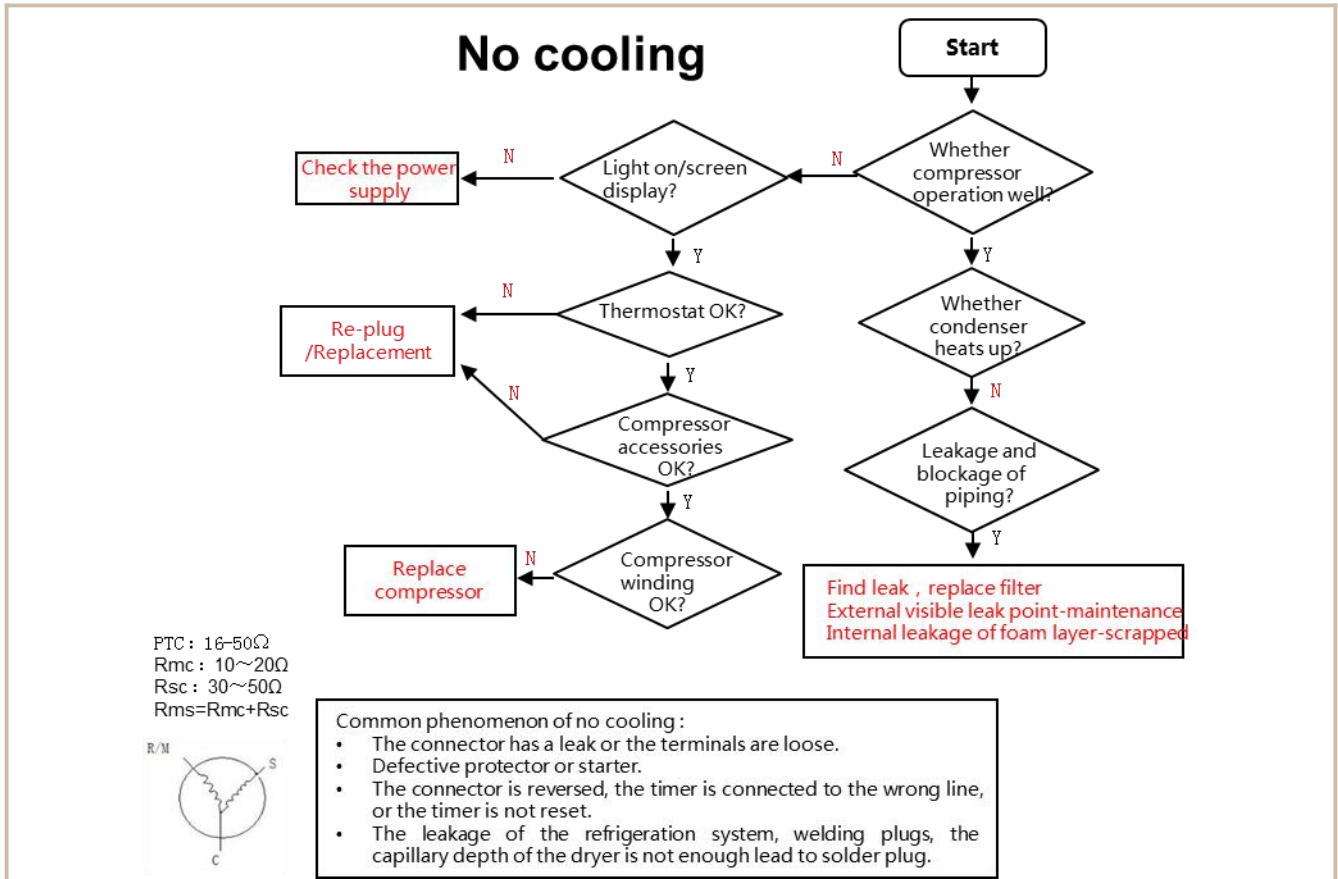 No cooling
Start
Whether
compressor
operation well?
N
Light on/screen
display?
N
Check the power
supply
Y
Y
Thermostat OK?
N
Re-plug
/Replacement
Whether
condenser
heats up?
Y
N
Compressor
accessories
OK?
N
Leakage and
blockage of
piping?
Y
Y
Compressor
winding
OK?
N
Replace
compressor
Find leak , replace filter
External visible leak point-maintenance
Internal leakage of foam layer-scrapped
PTC: 16-50Ω
Rmc : 10~20Ω
Rsc : 30~50Ω
Rms=Rmc+Rsc
R/M
S
C
Common phenomenon of no cooling :
• The connector has a leak or the terminals are loose.
• Defective protector or starter.
• The connector is reversed, the timer is connected to the wrong line,
or the timer is not reset.
• The leakage of the refrigeration system, welding plugs, the
capillary depth of the dryer is not enough lead to solder plug.